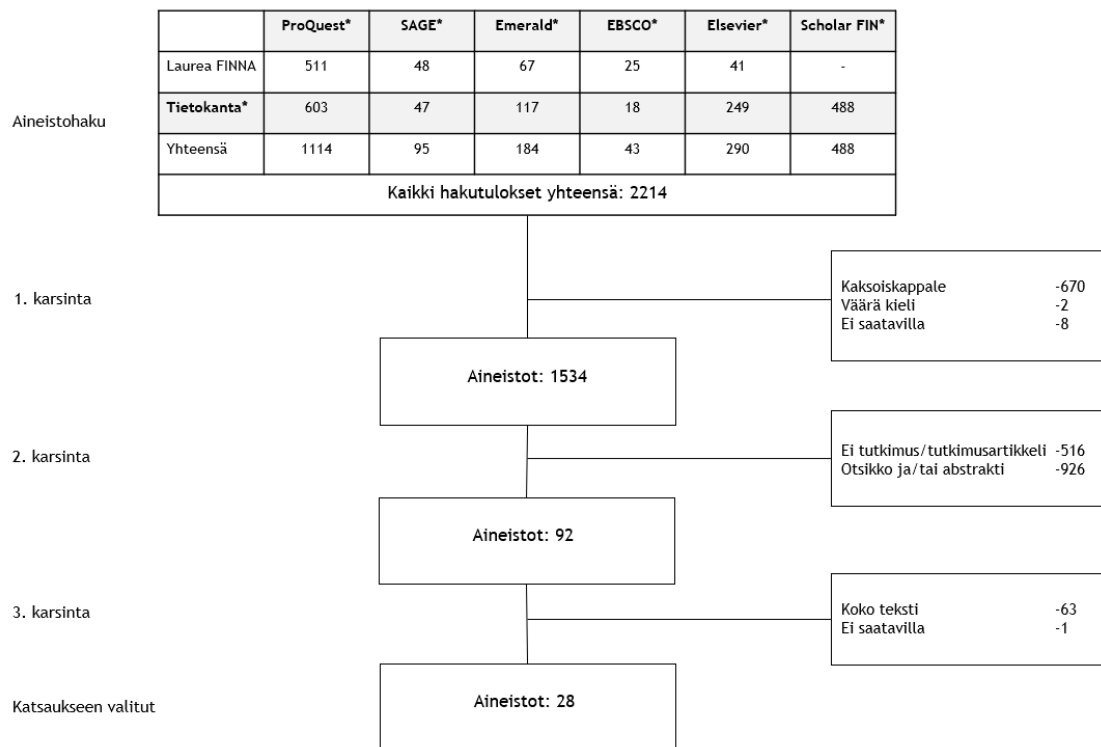 ProQuest* SAGE* Emerald* EBSCO* Elsevier* Scholar FIN*
Laurea FINNA 511 48 67 25 41 -
Aineistohaku
Tietokanta* 603 47 117 18 249 488
Yhteensä 1114 95 184 43 290 488
Kaikki hakutulokset yhteensä: 2214
1. karsinta
Kaksoiskappale -670
Väärä kieli -2
Ei saatavilla -8
Aineistot: 1534
2. karsinta
Ei tutkimus/tutkimusartikkeli -516
Otsikko ja/tai abstrakti -926
Aineistot: 92
3. karsinta
Koko teksti -63
Ei saatavilla -1
Aineistot: 28
Katsaukseen valitut